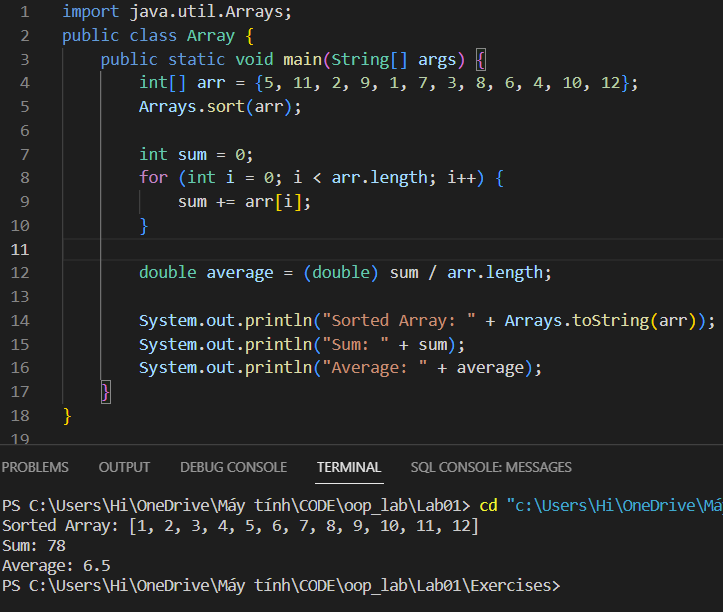 1 import java.util.Arrays;
2 public class Array {
3 public static void main(String[] args) {
4 int[] arr = {5, 11, 2, 9, 1, 7, 3, 8, 6, 4, 10, 12};
5 Arrays.sort(arr);
6
7 int sum = 0;
8 for (int i = 0; i < arr.length; i++) {
9 sum += arr[i];
10 }
11
12 double average = (double) sum / arr.length;
13
14 System.out.println("Sorted Array: " + Arrays.toString(arr));
15 System.out.println("Sum: " + sum);
16 System.out.println("Average: " + average);
17 }
18 }
19
PROBLEMS OUTPUT DEBUG CONSOLE TERMINAL SQL CONSOLE: MESSAGES
PS C:\Users\Hi\OneDrive\Máy tính\CODE\oop_lab\Lab01> cd "c:\Users\Hi\OneDrive\Má
Sorted Array: [1, 2, 3, 4, 5, 6, 7, 8, 9, 10, 11, 12]
Sum: 78
Average: 6.5
PS C:\Users\Hi\OneDrive\Máy tính\CODE\oop_lab\Lab01\Exercises>